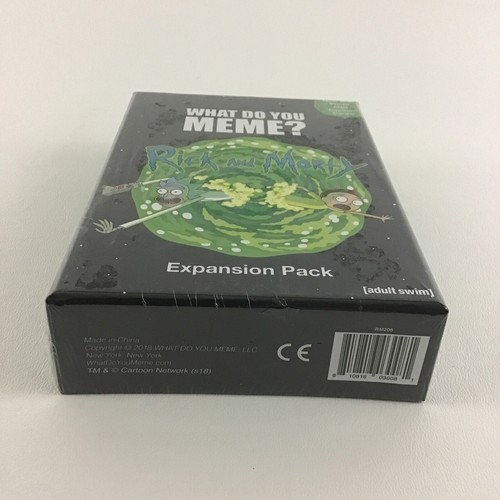 WHAT DO YOU
MEME?
Rick and Morty
Expansion Pack
[adult swim]
Made in China
Copyright © 2018 WHAT DO YOU MEME, LLC
New York, New York
WhatDoYouMeme.com
TM & © Cartoon Network (s18)
CE